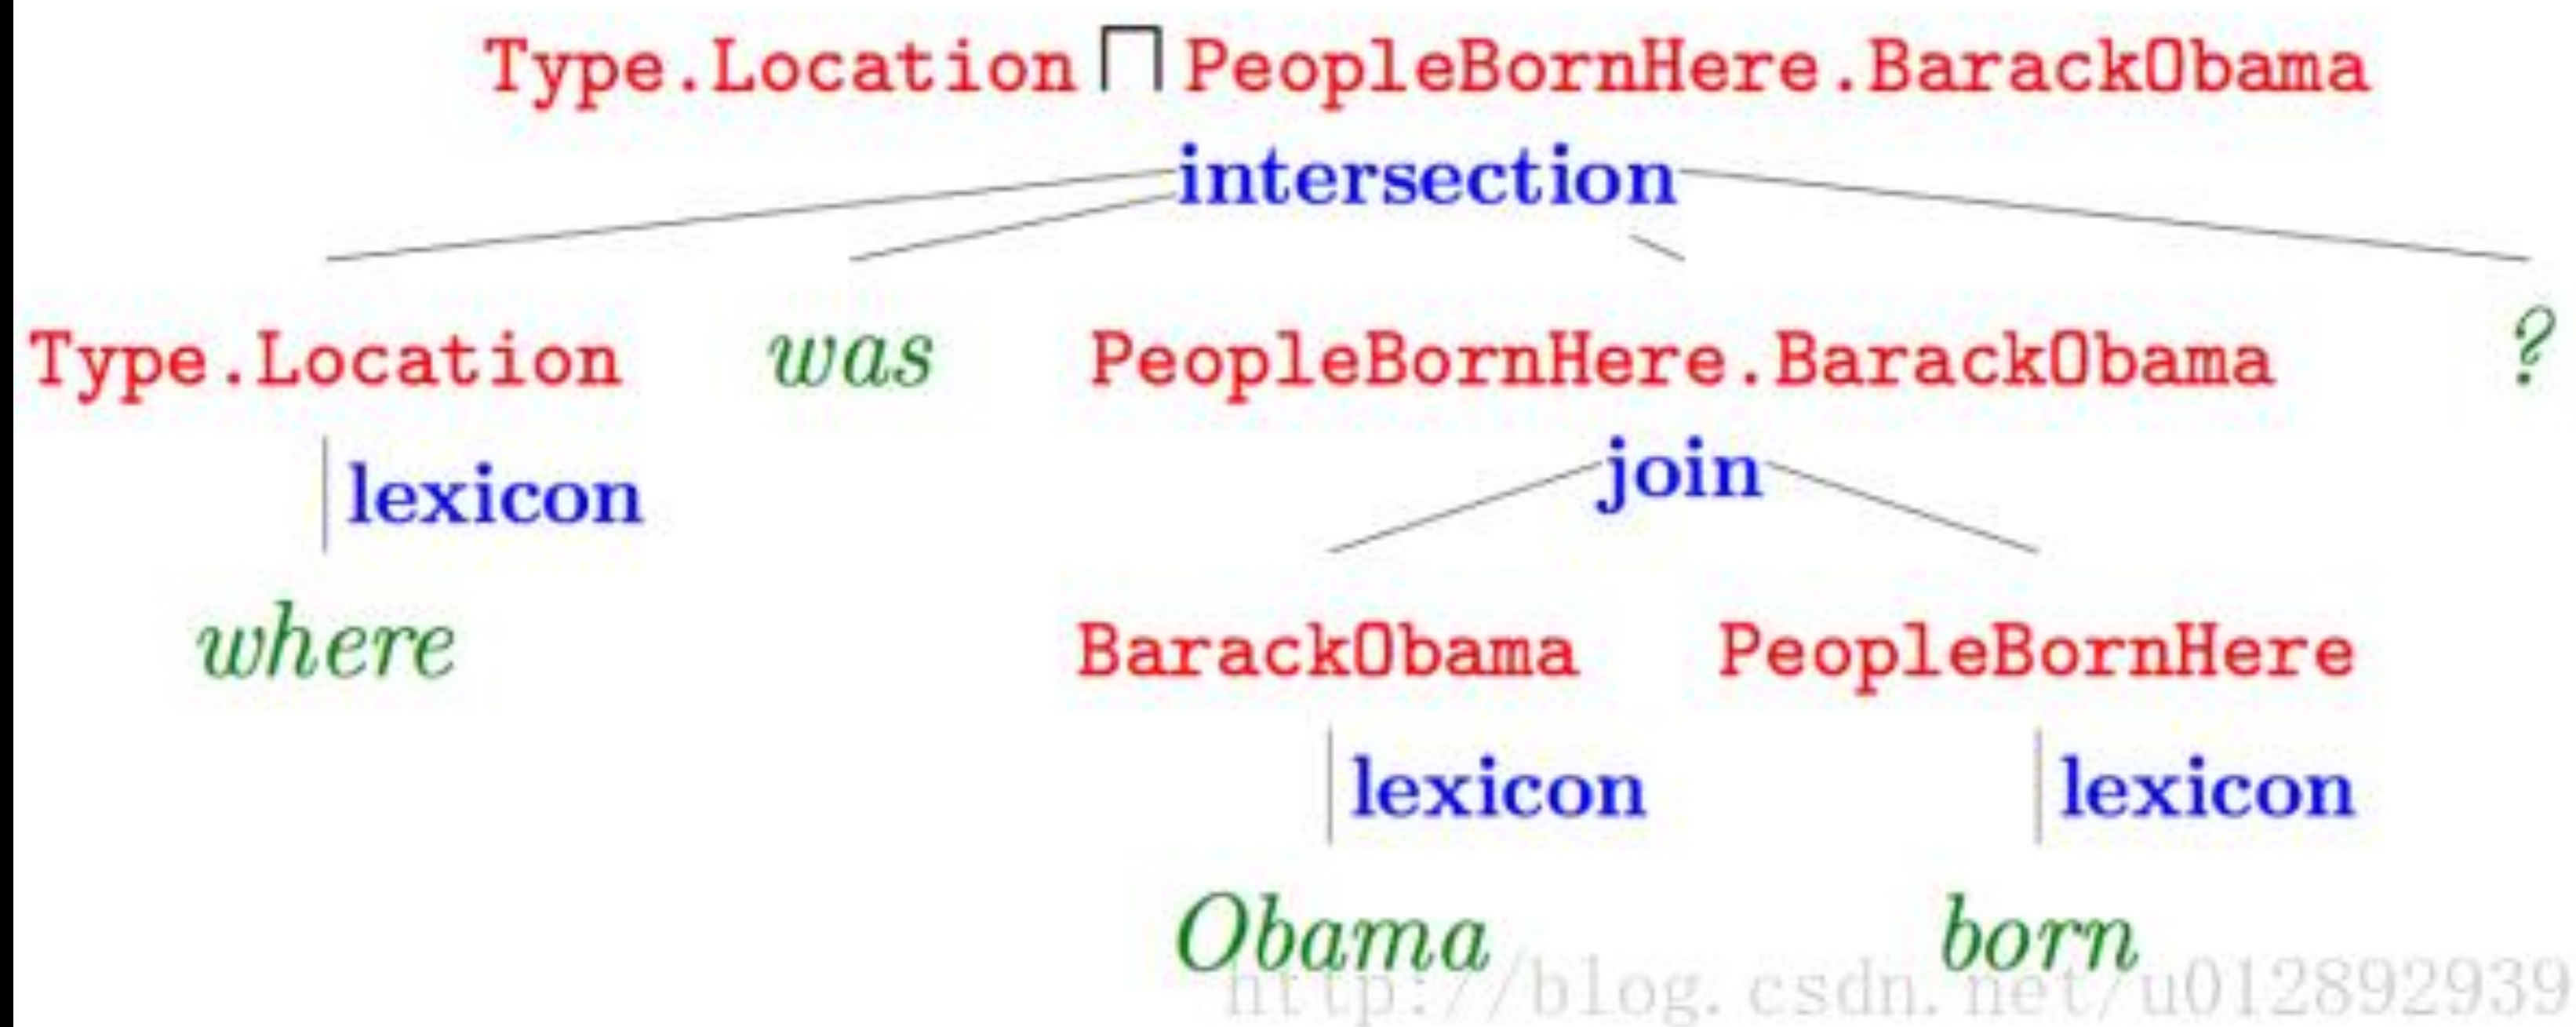 Type.Location ⊓ PeopleBornHere.BarackObama
intersection
Type.Location was PeopleBornHere.BarackObama ?
lexicon join
where BarackObama PeopleBornHere
lexicon lexicon
Obama born
http://blog.csdn.net/u012892939